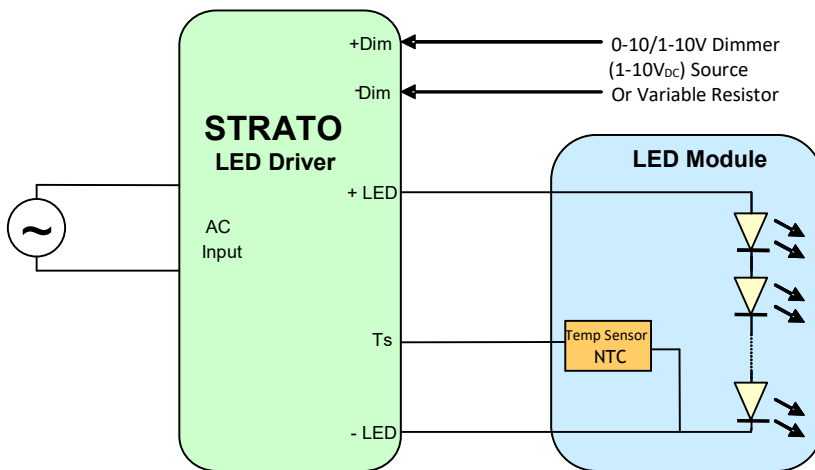 +Dim
0-10/1-10V Dimmer
(1-10VDC) Source
-Dim
Or Variable Resistor
STRATO
LED Driver
LED Module
+ LED
~
AC
Input
Temp Sensor
NTC
Ts
- LED